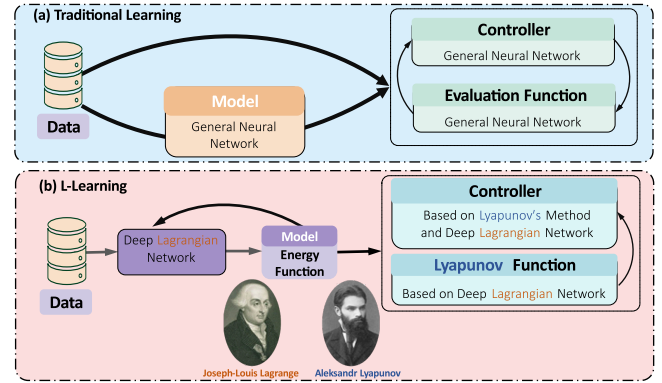 (a) Traditional Learning
Data
Model
General Neural
Network
Controller
General Neural Network
Evaluation Function
General Neural Network
(b) L-Learning
Data
Deep Lagrangian
Network
Model
Energy
Function
Controller
Based on Lyapunov's Method
and Deep Lagrangian Network
Lyapunov Function
Based on Deep Lagrangian Network
Joseph-Louis Lagrange
Aleksandr Lyapunov